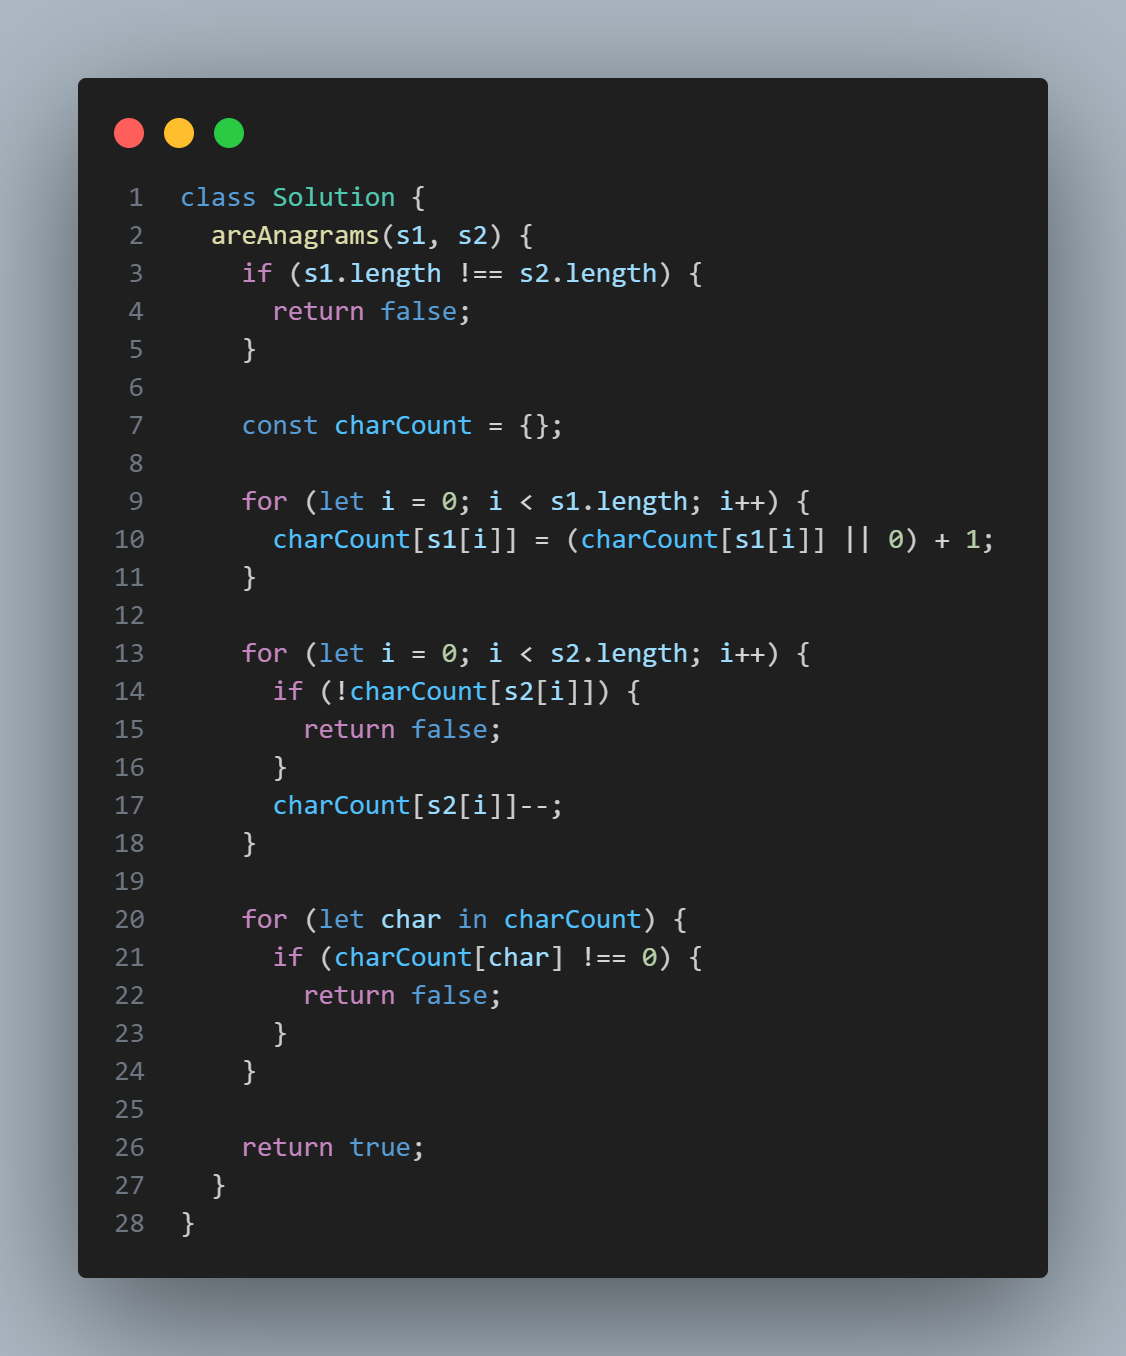 1 class Solution {
2   areAnagrams(s1, s2) {
3     if (s1.length !== s2.length) {
4       return false;
5     }
6
7     const charCount = {};
8
9     for (let i = 0; i < s1.length; i++) {
10       charCount[s1[i]] = (charCount[s1[i]] || 0) + 1;
11     }
12
13     for (let i = 0; i < s2.length; i++) {
14       if (!charCount[s2[i]]) {
15         return false;
16       }
17       charCount[s2[i]]--;
18     }
19
20     for (let char in charCount) {
21       if (charCount[char] !== 0) {
22         return false;
23       }
24     }
25
26     return true;
27   }
28 }